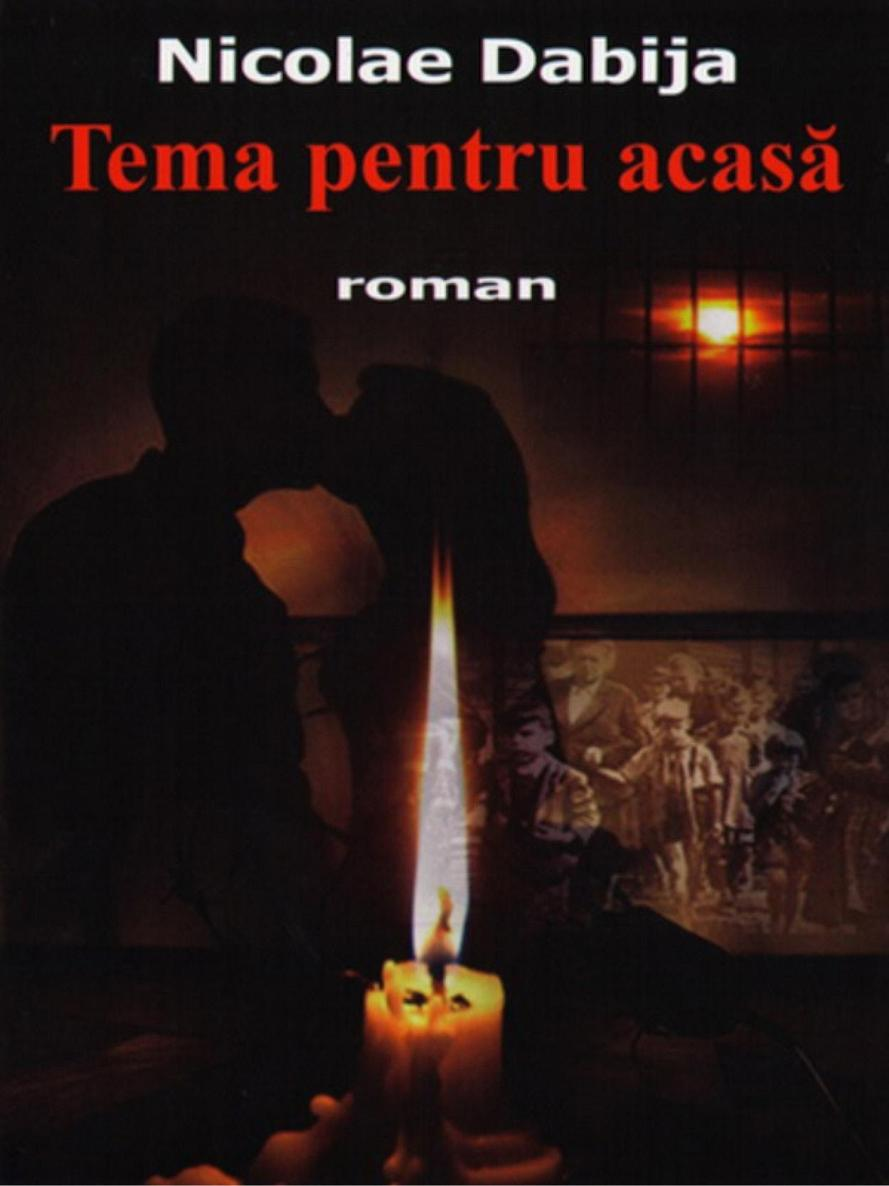 Nicolae Dabija
Tema pentru acasă
roman